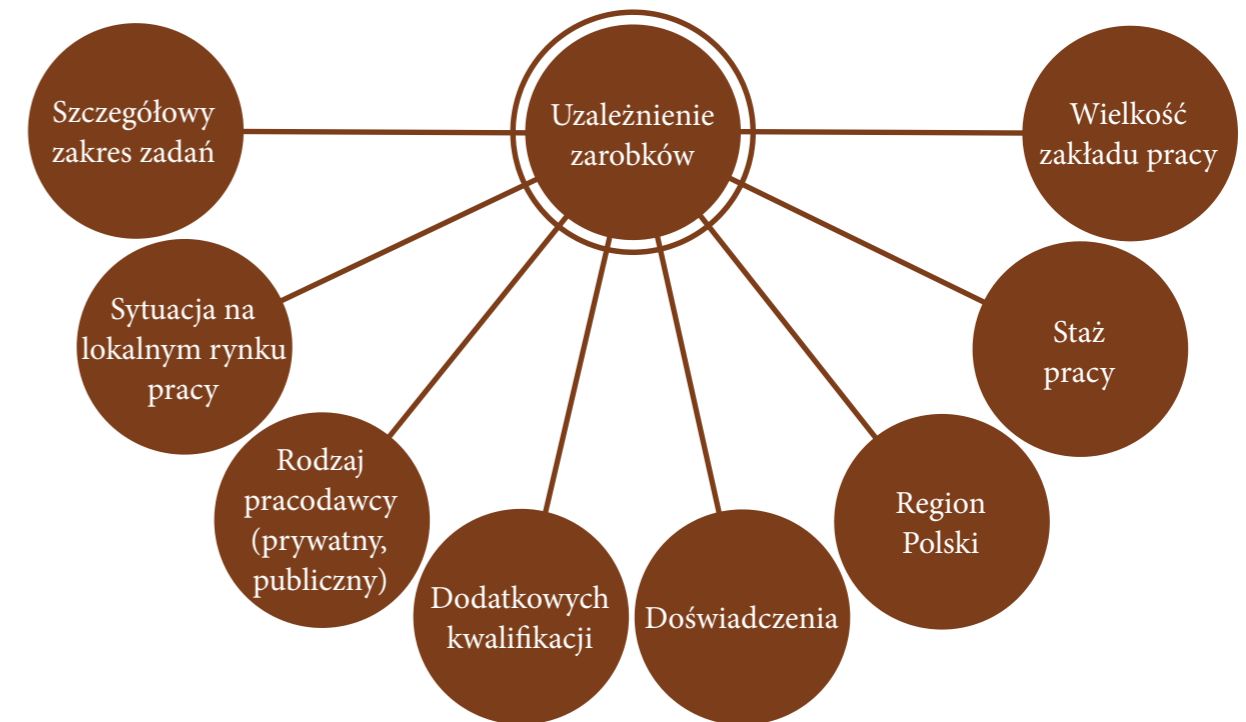 Szczegółowy
zakres zadań
Uzależnienie
zarobków
Wielkość
zakładu pracy
Sytuacja na
lokalnym rynku
pracy
Staż
pracy
Rodzaj
pracodawcy
(prywatny,
publiczny)
Region
Polski
Dodatkowych
kwalifikacji
Doświadczenia